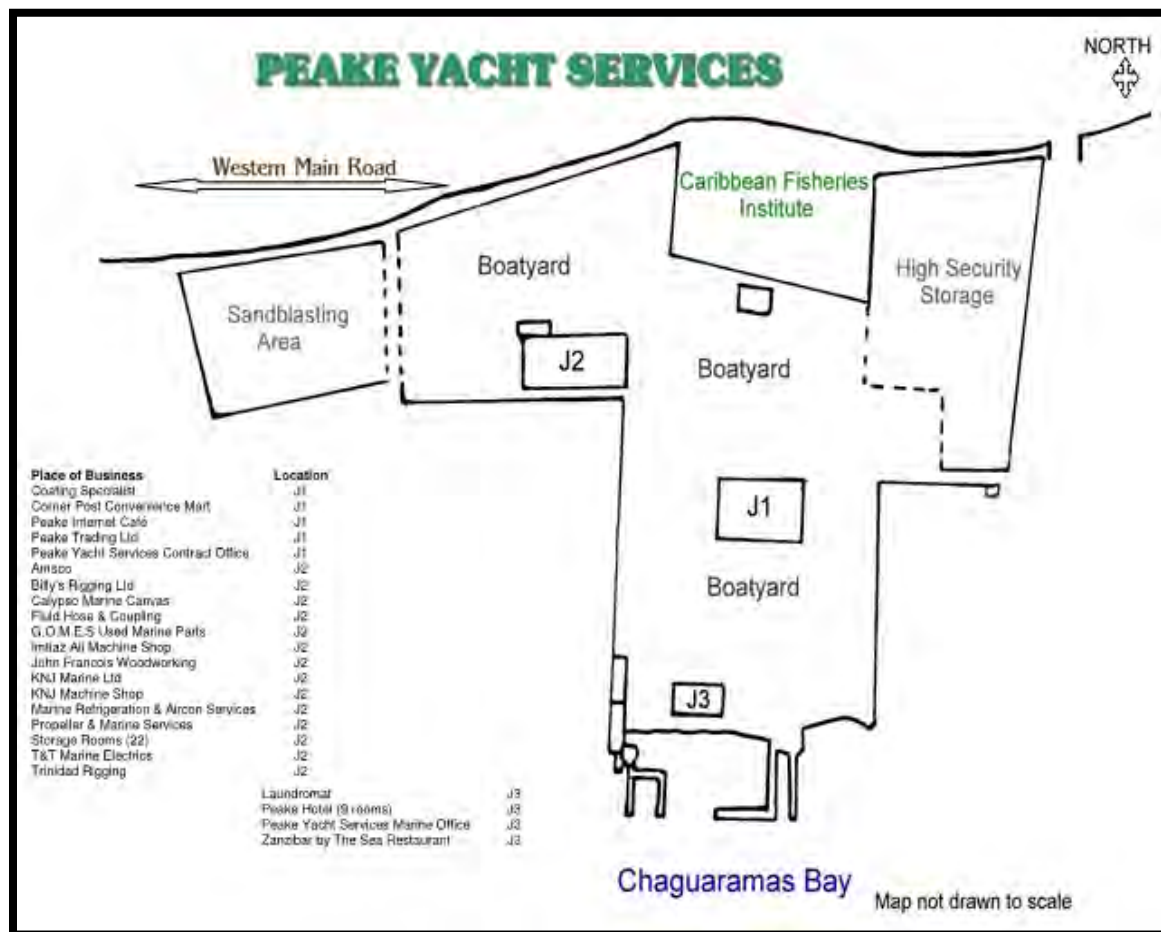 PEAKE YACHT SERVICES
NORTH
Western Main Road
Caribbean Fisheries
Institute
Boatyard
High Security
Storage
Sandblasting
Area
J2
Boatyard
J1
Boatyard
J3
Place of Business Location
Coating Specialist J1
Corner Post Convenience Mart J1
Peake Internet Café J1
Peake Trading Ltd J1
Peake Yacht Services Contract Office J1
Amsco J2
Billy's Rigging Ltd J2
Calypso Marine Canvas J2
Fluid Hose & Coupling J2
G.O.M.E.S Used Marine Parts J2
Imtiaz Ali Machine Shop J2
John Francois Woodworking J2
KNJ Marine Ltd J2
KNJ Machine Shop J2
Marine Refrigeration & Aircon Services J2
Propeller & Marine Services J2
Storage Rooms (22) J2
T&T Marine Electrics J2
Trinidad Rigging J2
Laundromat J3
Peake Hotel (9 rooms) J3
Peake Yacht Services Marine Office J3
Zanzibar by The Sea Restaurant J3
Chaguaramas Bay
Map not drawn to scale